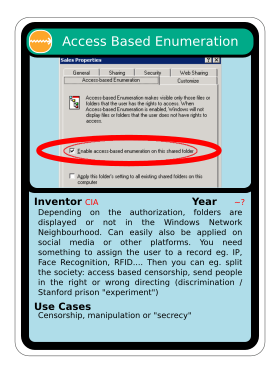 Access Based Enumeration
Sales Properties
General Sharing Security Web Sharing
Access-based Enumeration Customize
Access-based Enumeration makes visible only those files or
folders that the user has the rights to access. When
Access-based Enumeration is enabled, Windows will not
display files or folders that the user does not have rights to
access.
Enable access-based enumeration on this shared folder.
Apply this folder's setting to all existing shared folders on this
computer
Inventor CIA Year ~?
Depending on the authorization, folders are
displayed or not in the Windows Network
Neighbourhood. Can easily also be applied on
social media or other platforms. You need
something to assign the user to a record eg. IP,
Face Recognition, RFID.... Then you can eg. split
the society: access based censorship, send people
in the right or wrong directing (discrimination /
Stanford prison "experiment")
Use Cases
Censorship, manipulation or "secrecy"